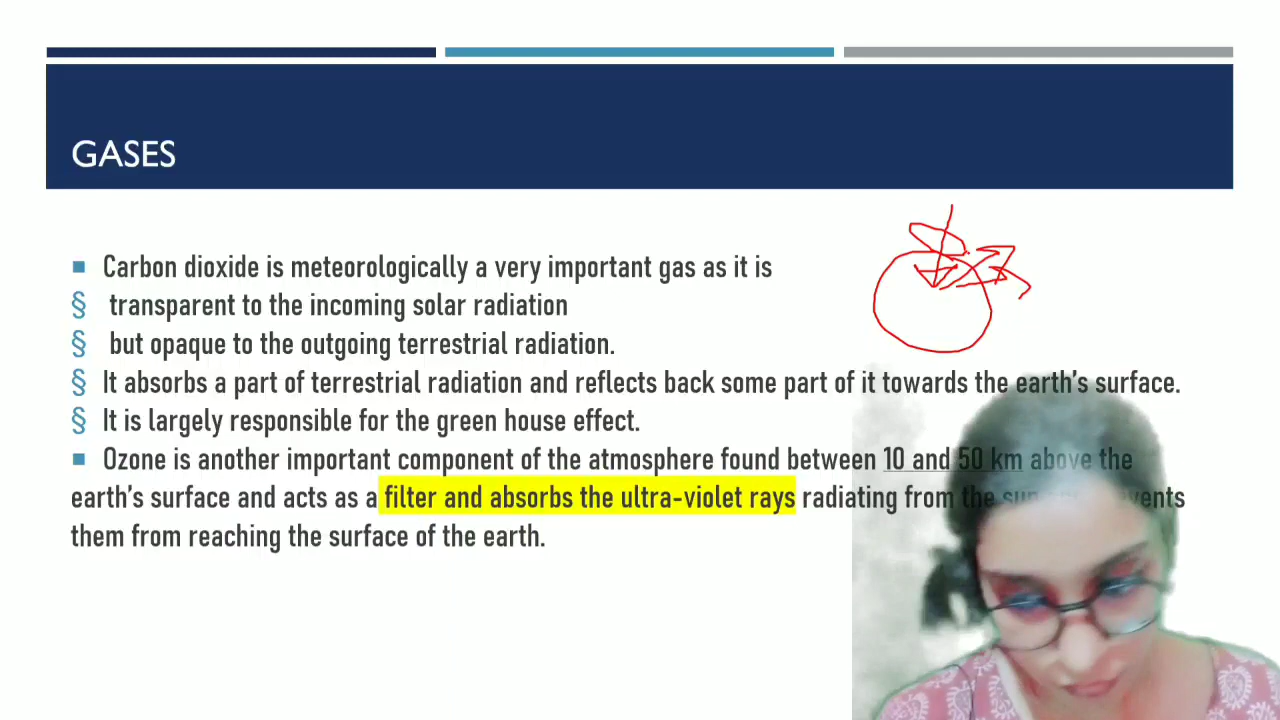 GASES
■ Carbon dioxide is meteorologically a very important gas as it is
§ transparent to the incoming solar radiation
§ but opaque to the outgoing terrestrial radiation.
§ It absorbs a part of terrestrial radiation and reflects back some part of it towards the earth's surface.
§ It is largely responsible for the green house effect.
■ Ozone is another important component of the atmosphere found between 10 and 50 km above the
earth's surface and acts as a filter and absorbs the ultra-violet rays radiating from the sun
them from reaching the surface of the earth.